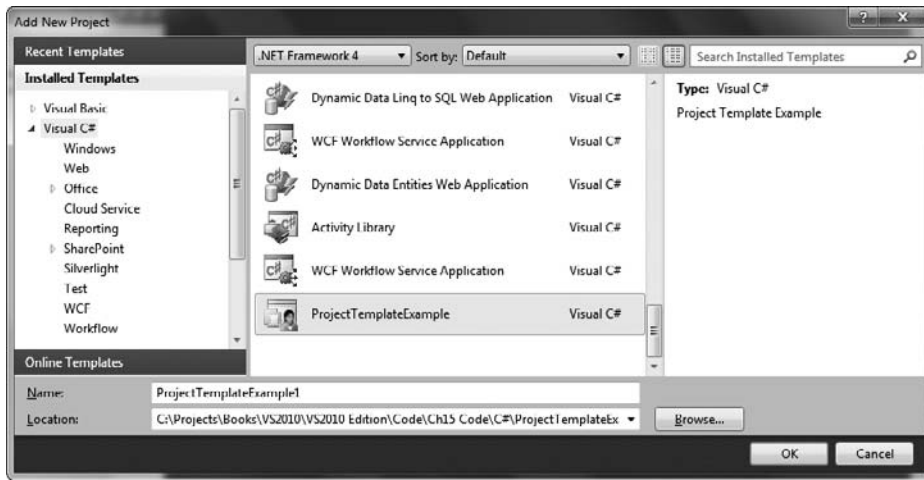 Add New Project
Recent Templates
Installed Templates
Visual Basic
Visual C#
Windows
Web
Office
Cloud Service
Reporting
SharePoint
Silverlight
Test
WCF
Workflow
Online Templates
.NET Framework 4
Sort by: Default
Search Installed Templates
Dynamic Data Linq to SQL Web Application Visual C#
WCF Workflow Service Application Visual C#
Dynamic Data Entities Web Application Visual C#
Activity Library Visual C#
WCF Workflow Service Application Visual C#
ProjectTemplateExample Visual C#
Type: Visual C#
Project Template Example
Name: ProjectTemplateExample1
Location: C:\Projects\Books\VS2010\VS2010 Edition\Code\Ch15 Code\C#\ProjectTemplateEx
Browse...
OK Cancel